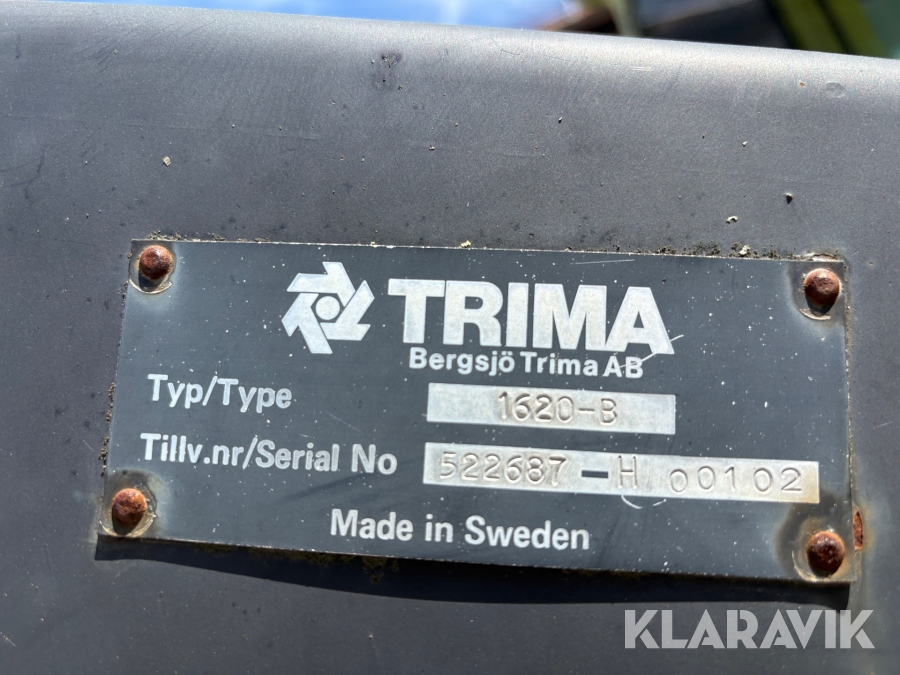 TRIMA
Bergsjö Trima AB
Typ/Type 1620-B
Tillv.nr/Serial No 522687-H 00102
Made in Sweden
KLARAVIK